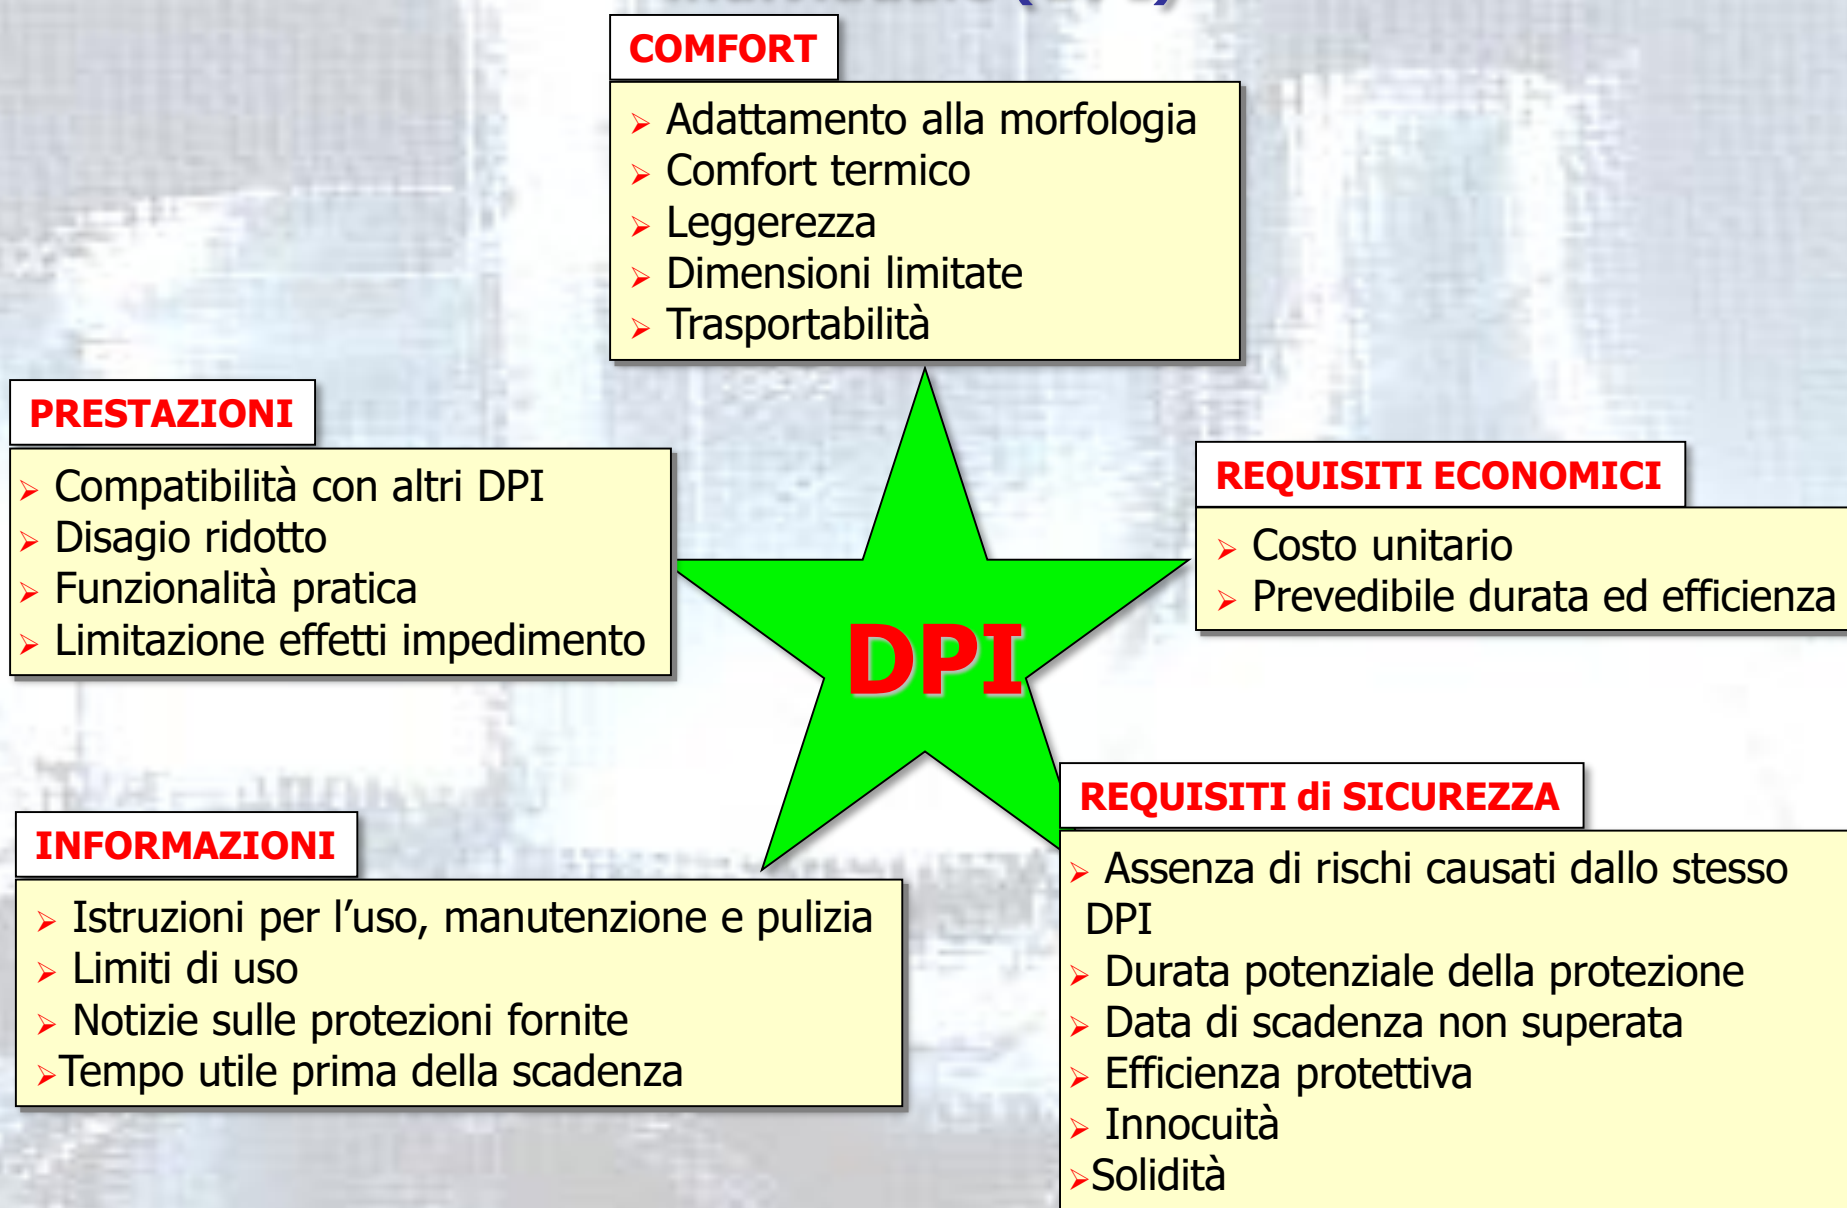 COMFORT
➢ Adattamento alla morfologia
➢ Comfort termico
➢ Leggerezza
➢ Dimensioni limitate
➢ Trasportabilità
PRESTAZIONI
➢ Compatibilità con altri DPI
➢ Disagio ridotto
➢ Funzionalità pratica
➢ Limitazione effetti impedimento
REQUISITI ECONOMICI
➢ Costo unitario
➢ Prevedibile durata ed efficienza
DPI
INFORMAZIONI
➢ Istruzioni per l’uso, manutenzione e pulizia
➢ Limiti di uso
➢ Notizie sulle protezioni fornite
➢Tempo utile prima della scadenza
REQUISITI di SICUREZZA
➢ Assenza di rischi causati dallo stesso
DPI
➢ Durata potenziale della protezione
➢ Data di scadenza non superata
➢ Efficienza protettiva
➢ Innocuità
➢Solidità